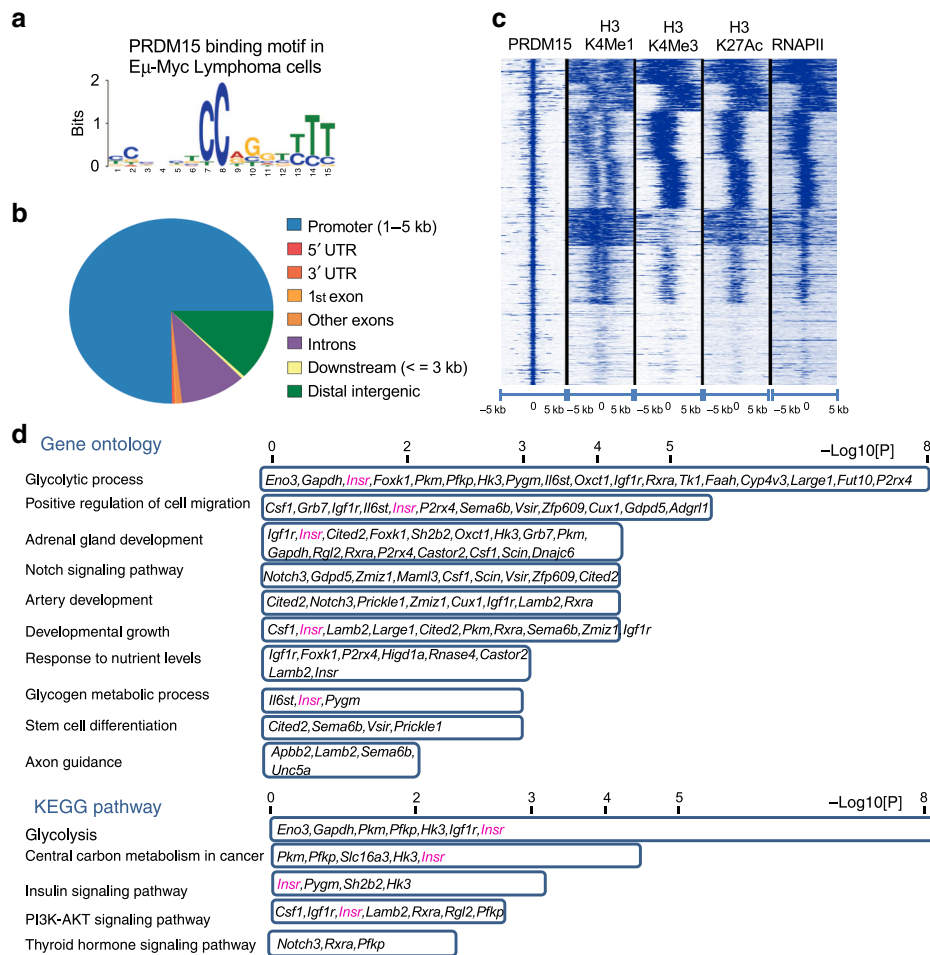 a
PRDM15 binding motif in
Eμ-Myc Lymphoma cells
2
Bits
1
0
1 2 3 4 5 6 7 8 9 10 11 12 13 14 15
b
Promoter (1–5 kb)
5′ UTR
3′ UTR
1st exon
Other exons
Introns
Downstream (< = 3 kb)
Distal intergenic
c
PRDM15
H3 K4Me1
H3 K4Me3
H3 K27Ac
RNAPII
–5 kb 0 5 kb –5 kb 0 5 kb –5 kb 0 5 kb –5 kb 0 5 kb –5 kb 0 5 kb
d
Gene ontology
0 2 3 4 5 –Log10[P] 8
Glycolytic process
Eno3,Gapdh,Insr,Foxk1,Pkm,Pfkp,Hk3,Pygm,Il6st,Oxct1,Igf1r,Rxra,Tk1,Faah,Cyp4v3,Large1,Fut10,P2rx4
Positive regulation of cell migration
Csf1,Grb7,Igf1r,Il6st,Insr,P2rx4,Sema6b,Vsir,Zfp609,Cux1,Gdpd5,Adgrl1
Adrenal gland development
Igf1r,Insr,Cited2,Foxk1,Sh2b2,Oxct1,Hk3,Grb7,Pkm,
Gapdh,Rgl2,Rxra,P2rx4,Castor2,Csf1,Scin,Dnajc6
Notch signaling pathway
Notch3,Gdpd5,Zmiz1,Maml3,Csf1,Scin,Vsir,Zfp609,Cited2
Artery development
Cited2,Notch3,Prickle1,Zmiz1,Cux1,Igf1r,Lamb2,Rxra
Developmental growth
Csf1,Insr,Lamb2,Large1,Cited2,Pkm,Rxra,Sema6b,Zmiz1,Igf1r
Response to nutrient levels
Igf1r,Foxk1,P2rx4,Higd1a,Rnase4,Castor2
Lamb2,Insr
Glycogen metabolic process
Il6st,Insr,Pygm
Stem cell differentiation
Cited2,Sema6b,Vsir,Prickle1
Axon guidance
Apbb2,Lamb2,Sema6b,
Unc5a
KEGG pathway
0 2 3 4 5 –Log10[P] 8
Glycolysis
Eno3,Gapdh,Pkm,Pfkp,Hk3,Igf1r,Insr
Central carbon metabolism in cancer
Pkm,Pfkp,Slc16a3,Hk3,Insr
Insulin signaling pathway
Insr,Pygm,Sh2b2,Hk3
PI3K-AKT signaling pathway
Csf1,Igf1r,Insr,Lamb2,Rxra,Rgl2,Pfkp
Thyroid hormone signaling pathway
Notch3,Rxra,Pfkp